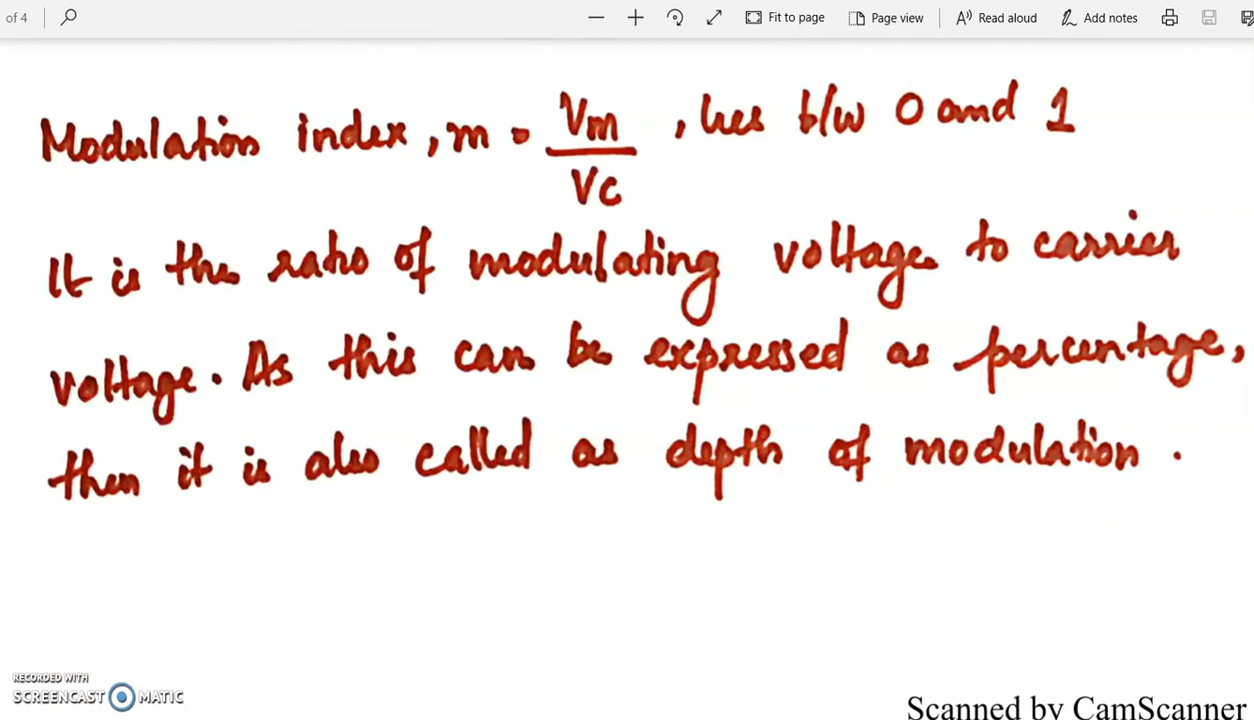 of 4
Fit to page
Page view
Read aloud
Add notes
Modulation index, m = Vm / Vc, lies b/w 0 and 1
It is the ratio of modulating voltage to carrier
voltage. As this can be expressed as percentage,
then it is also called as depth of modulation.
RECORDED WITH
SCREENCAST MATIC
Scanned by CamScanner